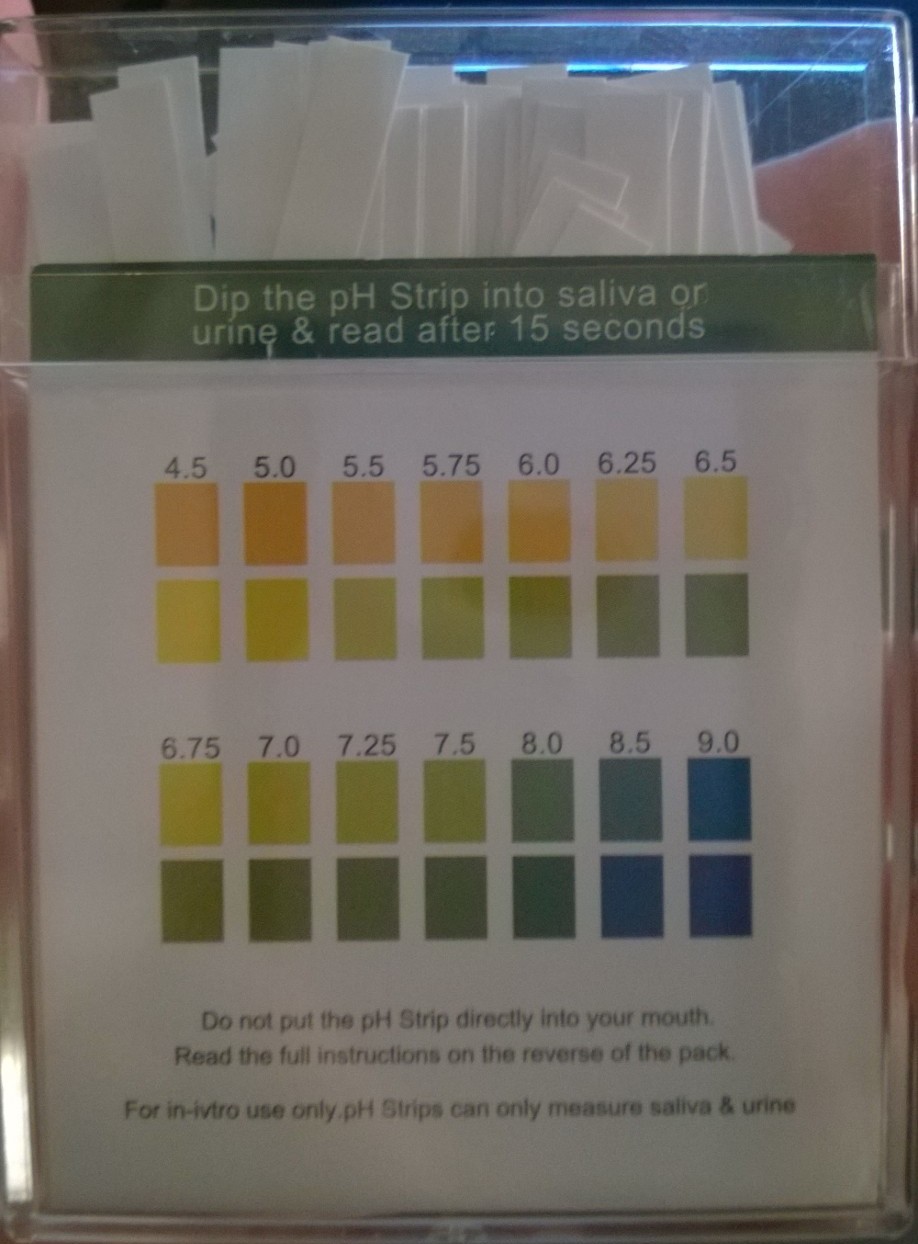 Dip the pH Strip into saliva or
urine & read after 15 seconds
4.5 5.0 5.5 5.75 6.0 6.25 6.5
6.75 7.0 7.25 7.5 8.0 8.5 9.0
Do not put the pH Strip directly into your mouth.
Read the full instructions on the reverse of the pack.
For in-ivtro use only.pH Strips can only measure saliva & urine